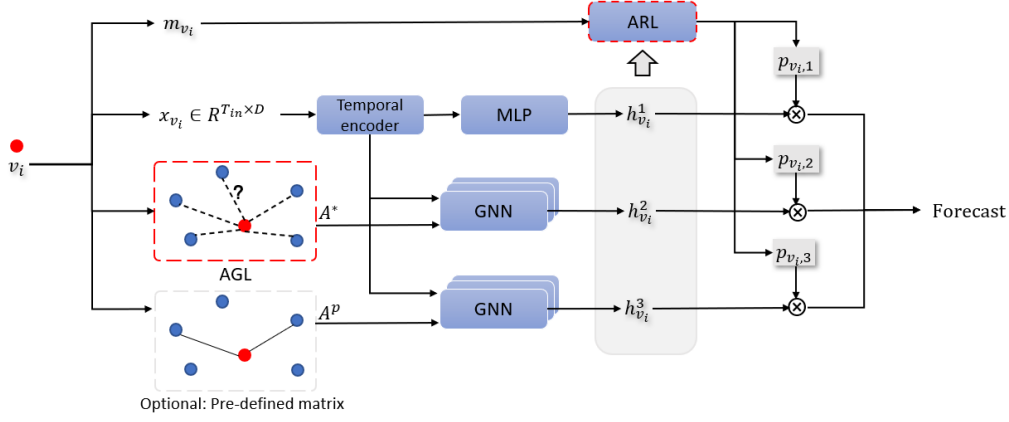 m_{v_i}
ARL
p_{v_i,1}
x_{v_i} ∈ R^{T_{in}×D}
Temporal
encoder
MLP
h^1_{v_i}
v_i
p_{v_i,2}
?
A*
GNN
h^2_{v_i}
Forecast
AGL
p_{v_i,3}
A^p
GNN
h^3_{v_i}
Optional: Pre-defined matrix